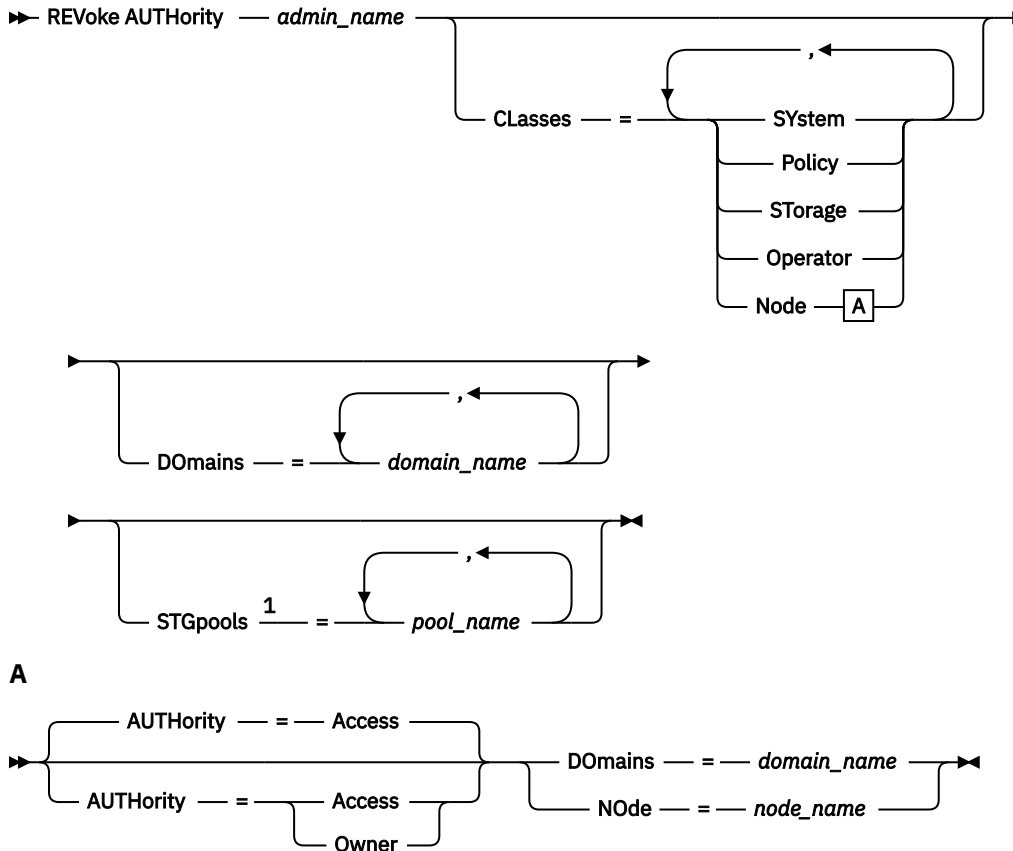 REVoke AUTHority admin_name
,
CLasses = SYstem
Policy
STorage
Operator
Node A
,
DOmains = domain_name
,
STGpools 1 = pool_name
A
AUTHority = Access
DOmains = domain_name
AUTHority = Access
NOde = node_name
Owner